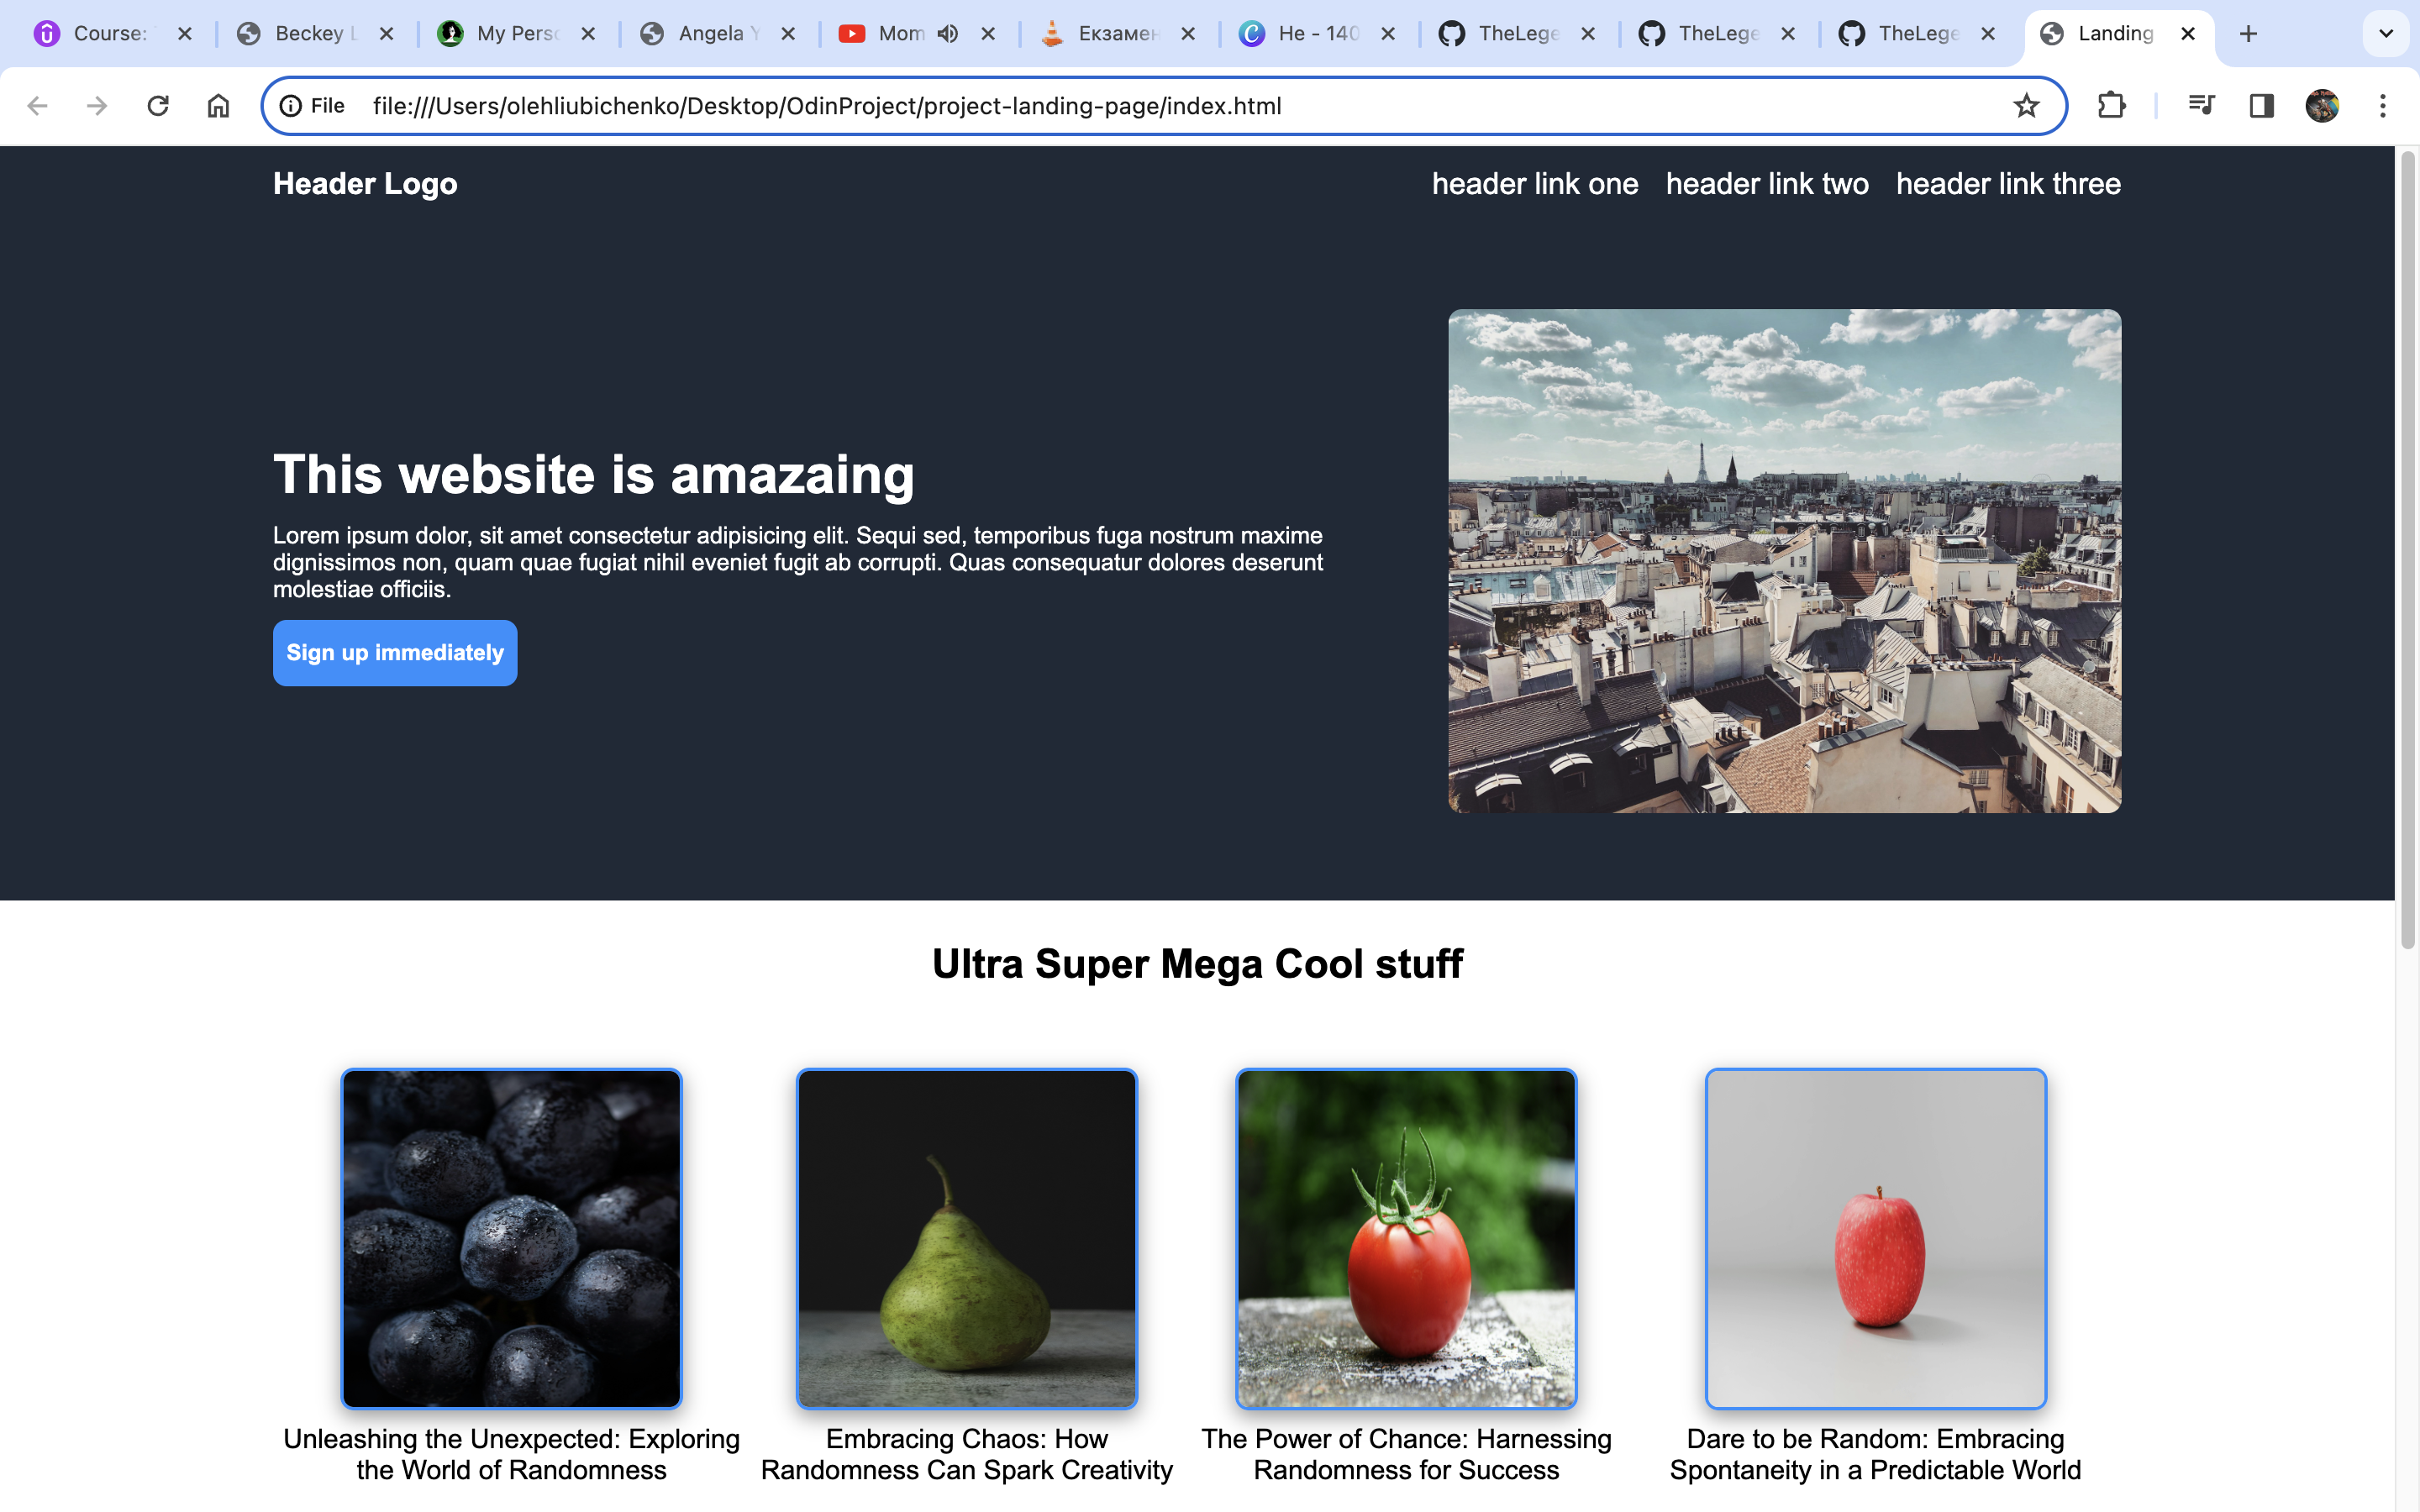 Course:
Beckey L
My Perso
Angela Y
Mom
Екзамен
He - 140
TheLege
TheLege
TheLege
Landing
File file:///Users/olehliubichenko/Desktop/OdinProject/project-landing-page/index.html
Header Logo
header link one header link two header link three
This website is amazaing
Lorem ipsum dolor, sit amet consectetur adipisicing elit. Sequi sed, temporibus fuga nostrum maxime
dignissimos non, quam quae fugiat nihil eveniet fugit ab corrupti. Quas consequatur dolores deserunt
molestiae officiis.
Sign up immediately
Ultra Super Mega Cool stuff
Unleashing the Unexpected: Exploring
the World of Randomness
Embracing Chaos: How
Randomness Can Spark Creativity
The Power of Chance: Harnessing
Randomness for Success
Dare to be Random: Embracing
Spontaneity in a Predictable World